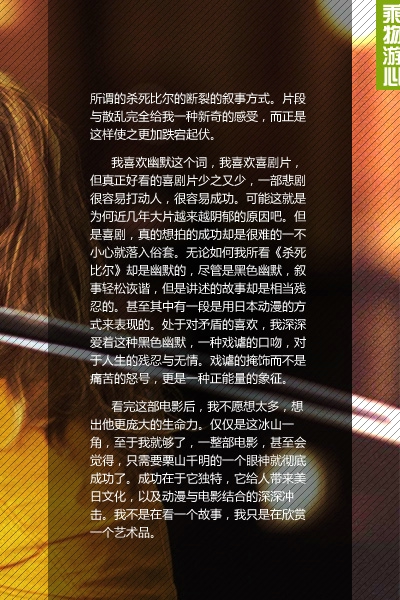 乘物游心
所谓的杀死比尔的断裂的叙事方式。片段
与散乱完全给我一种新奇的感受，而正是
这样使之更加跌宕起伏。
我喜欢幽默这个词，我喜欢喜剧片，
但真正好看的喜剧片少之又少，一部悲剧
很容易打动人，很容易成功。可能这就是
为何近几年大片越来越阴郁的原因吧。但
是喜剧，真的想拍的成功却是很难的一不
小心就落入俗套。无论如何我所看《杀死
比尔》却是幽默的，尽管是黑色幽默，叙
事轻松诙谐，但是讲述的故事却是相当残
忍的。甚至其中有一段是用日本动漫的方
式来表现的。处于对矛盾的喜欢，我深深
爱着这种黑色幽默，一种戏谑的口吻，对
于人生的残忍与无情。戏谑的掩饰而不是
痛苦的怒号，更是一种正能量的象征。
看完这部电影后，我不愿想太多，想
出他更庞大的生命力。仅仅是这冰山一
角，至于我就够了，一整部电影，甚至会
觉得，只需要栗山千明的一个眼神就彻底
成功了。成功在于它独特，它给人带来美
日文化，以及动漫与电影结合的深深冲
击。我不是在看一个故事，我只是在欣赏
一个艺术品。